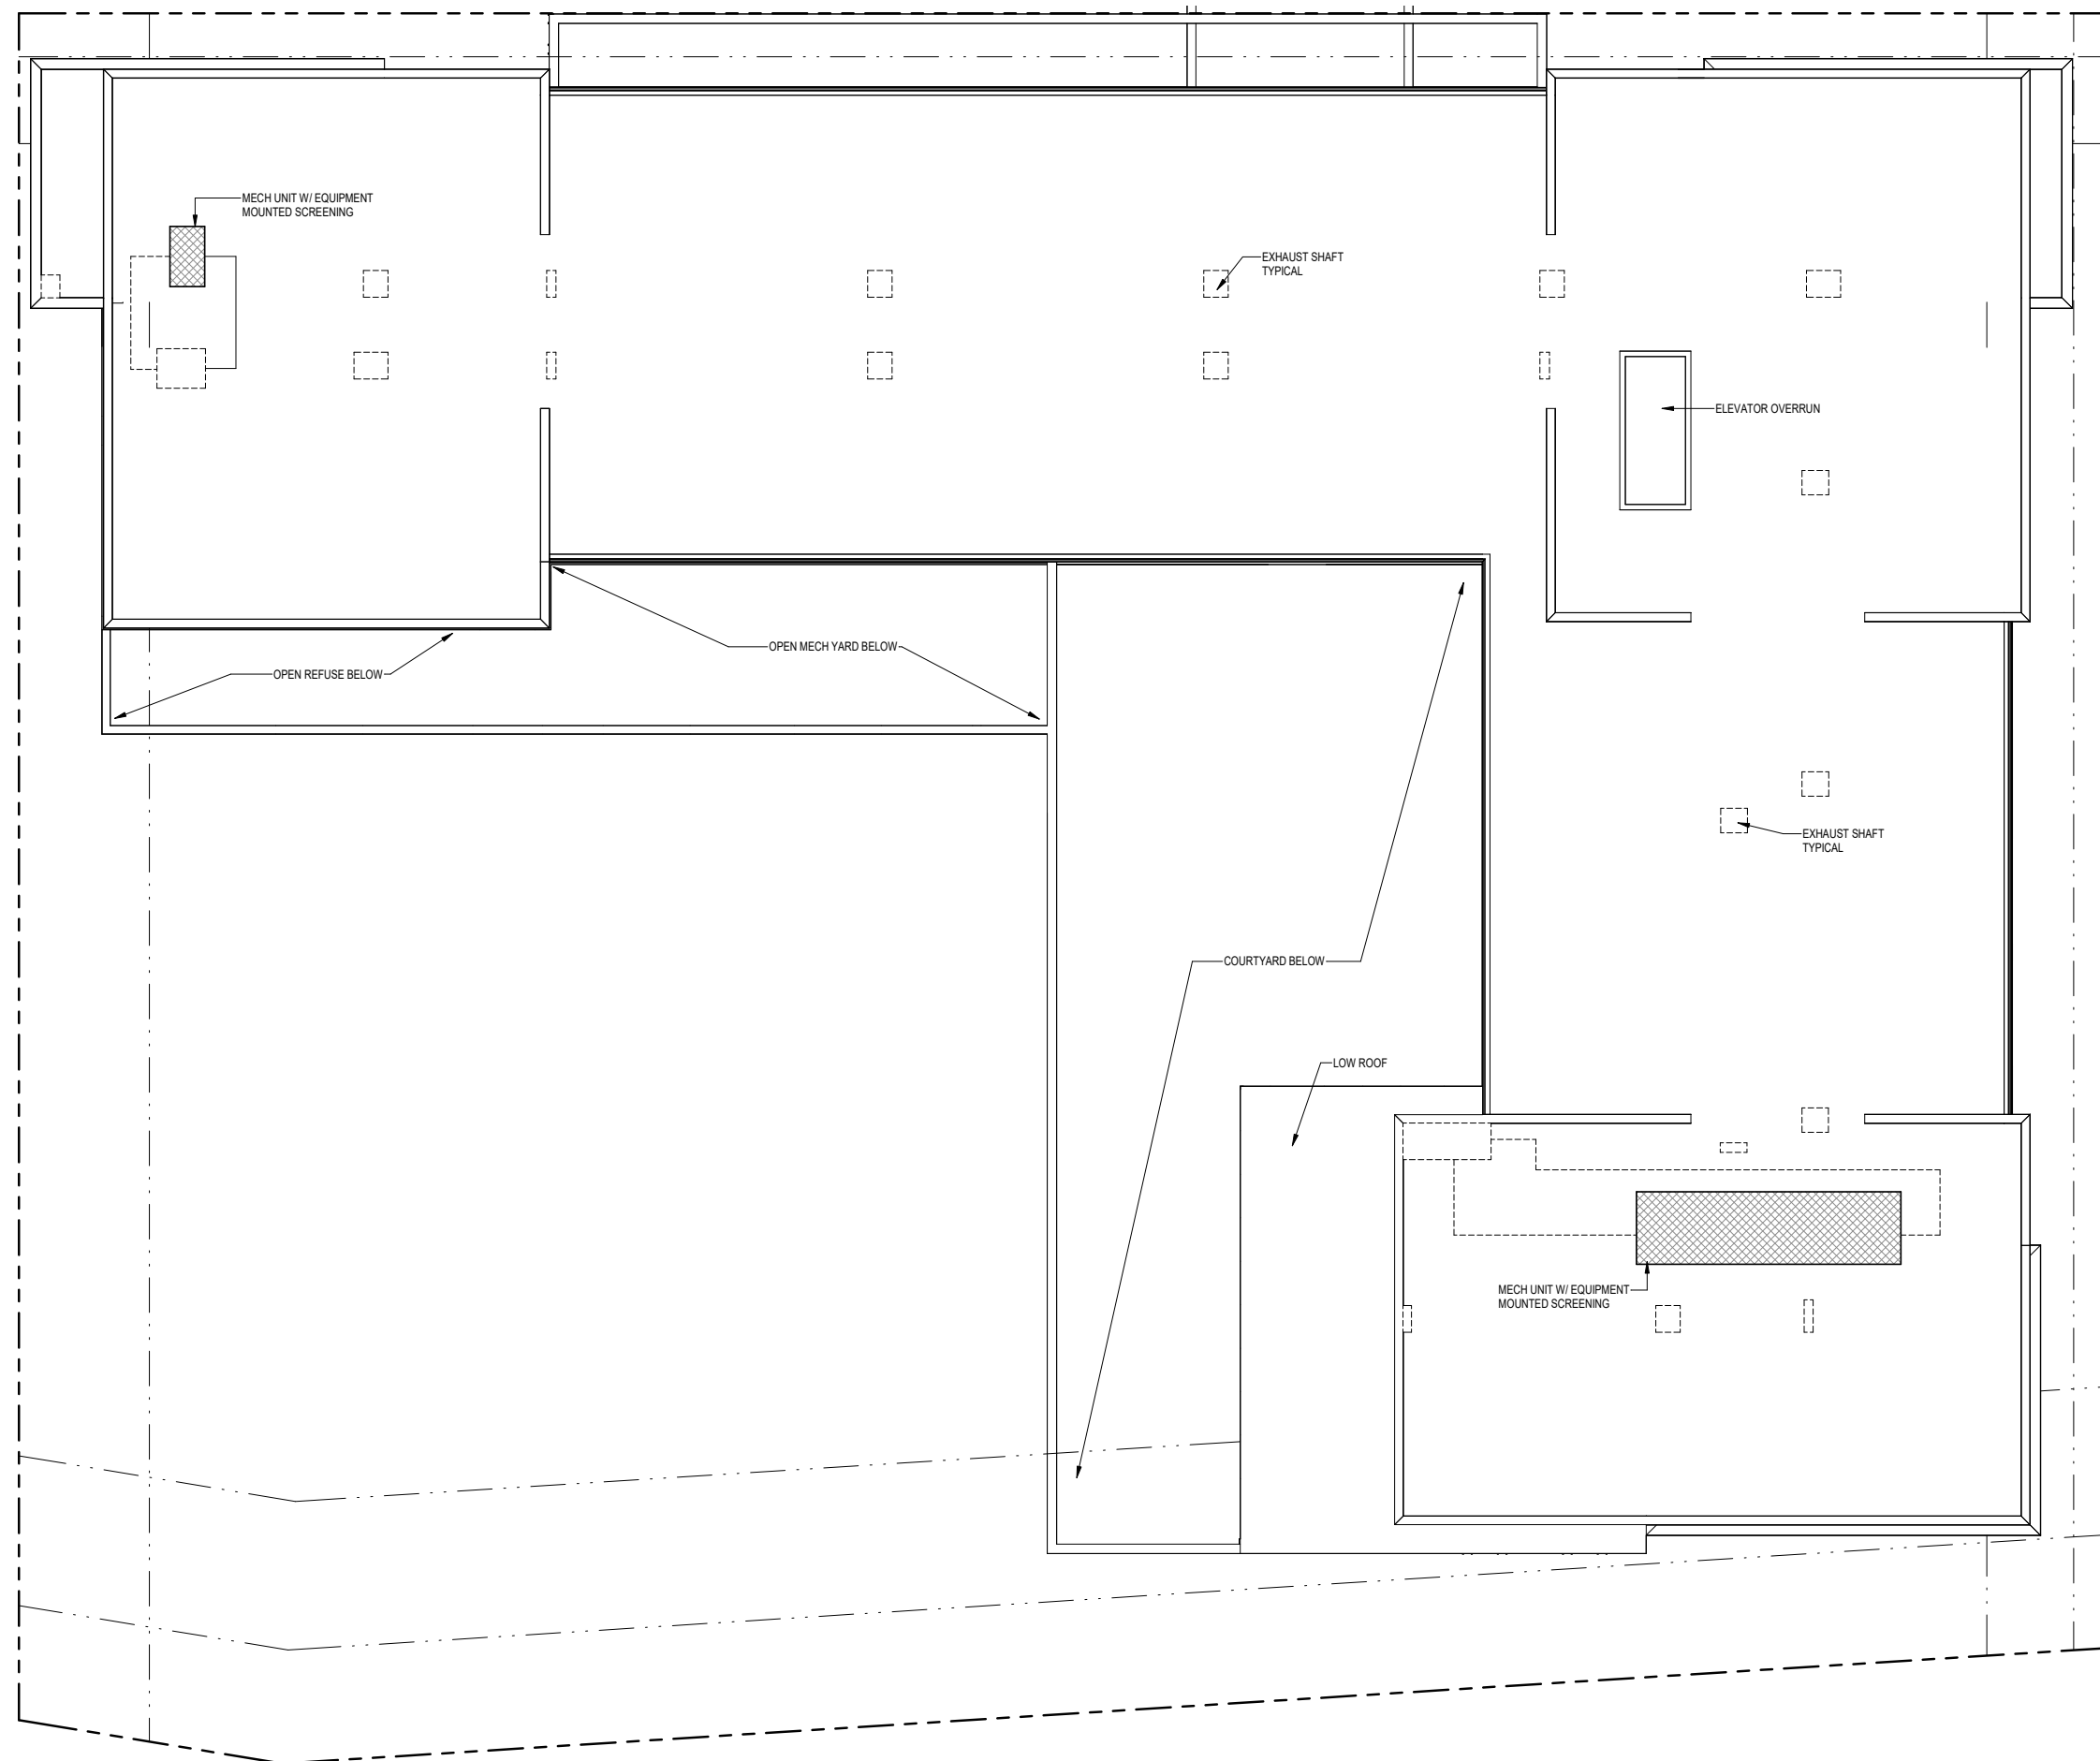 MECH UNIT W/ EQUIPMENT
MOUNTED SCREENING
EXHAUST SHAFT
TYPICAL
ELEVATOR OVERRUN
OPEN MECH YARD BELOW
OPEN REFUSE BELOW
EXHAUST SHAFT
TYPICAL
COURTYARD BELOW
LOW ROOF
MECH UNIT W/ EQUIPMENT
MOUNTED SCREENING